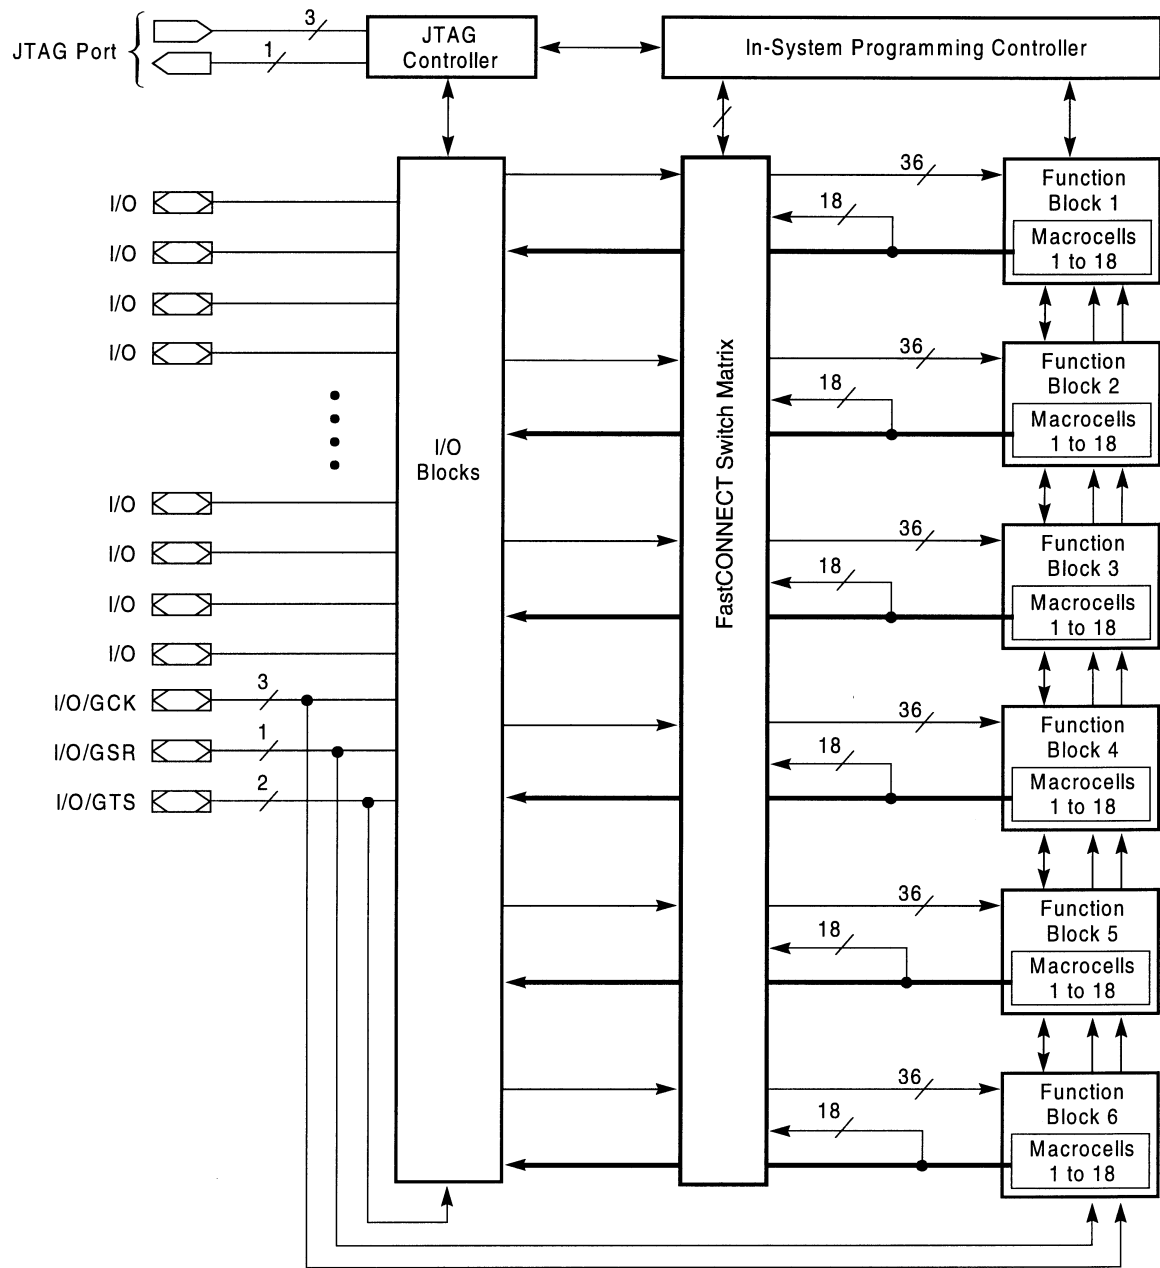 JTAG Port
3
1
JTAG
Controller
In-System Programming Controller
I/O
I/O
I/O
I/O
I/O
I/O
I/O
I/O
I/O/GCK
3
I/O/GSR
1
I/O/GTS
2
I/O
Blocks
FastCONNECT Switch Matrix
36
18
Function
Block 1
Macrocells
1 to 18
36
18
Function
Block 2
Macrocells
1 to 18
36
18
Function
Block 3
Macrocells
1 to 18
36
18
Function
Block 4
Macrocells
1 to 18
36
18
Function
Block 5
Macrocells
1 to 18
36
18
Function
Block 6
Macrocells
1 to 18